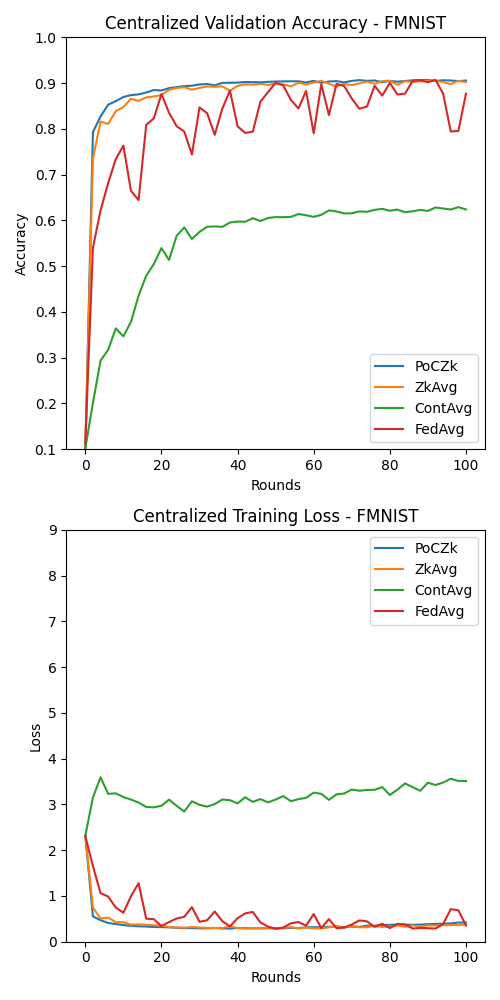 Centralized Validation Accuracy - FMNIST
1.0
0.9
0.8
0.7
0.6
0.5
0.4
0.3
0.2
0.1
Accuracy
PoCZk
ZkAvg
ContAvg
FedAvg
0 20 40 60 80 100
Rounds
Centralized Training Loss - FMNIST
9
8
7
6
5
4
3
2
1
0
Loss
PoCZk
ZkAvg
ContAvg
FedAvg
0 20 40 60 80 100
Rounds